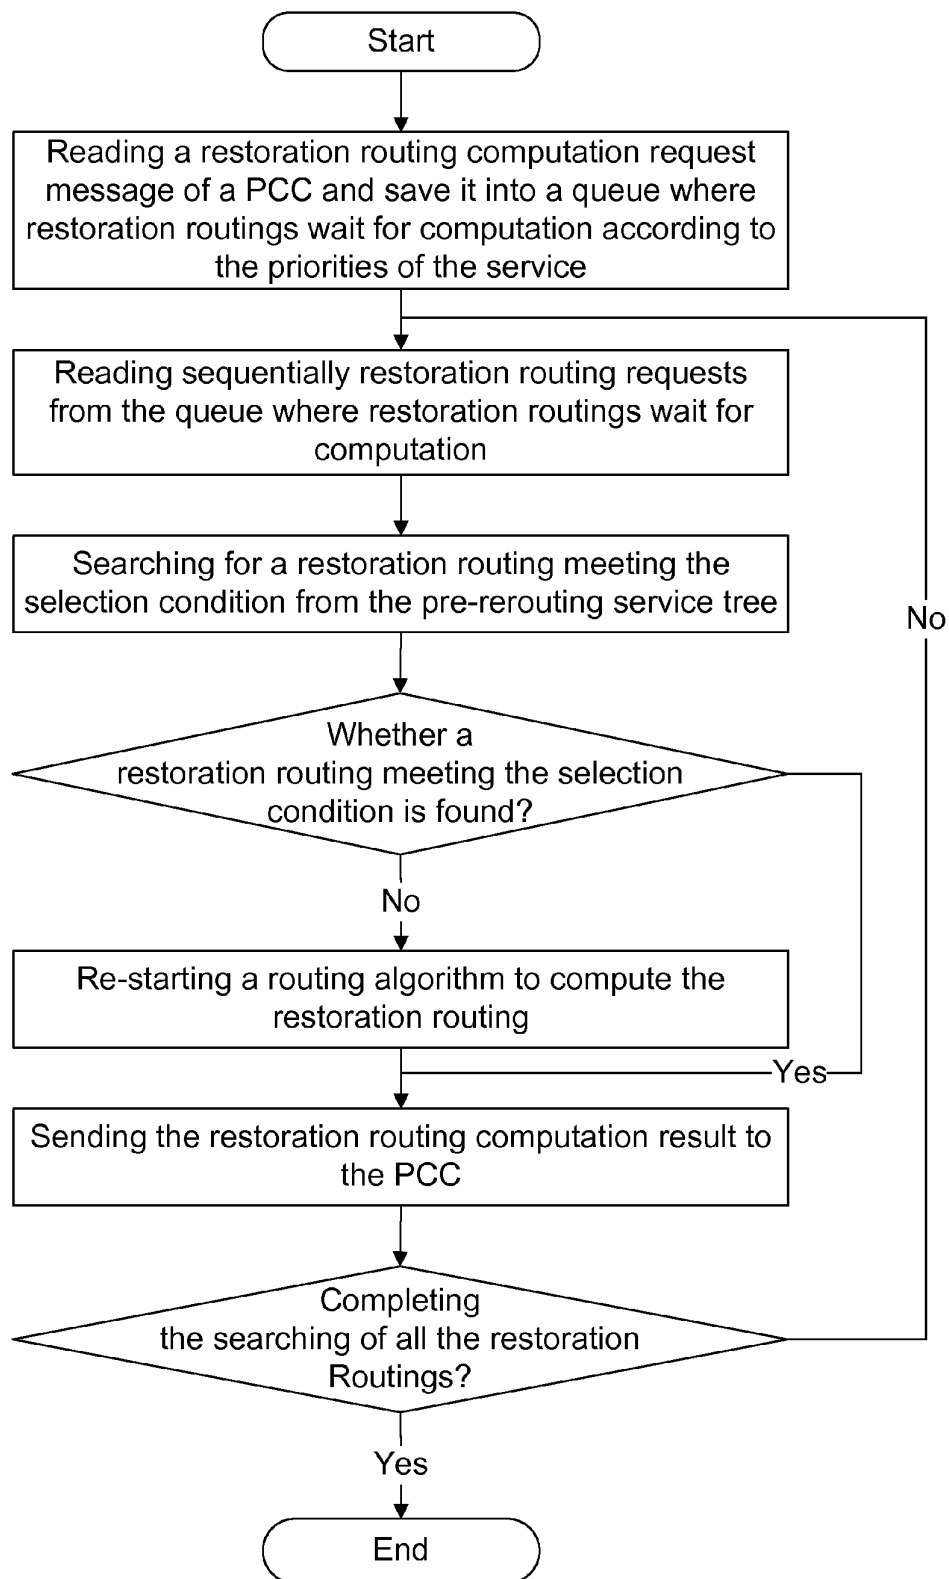 Start
Reading a restoration routing computation request
message of a PCC and save it into a queue where
restoration routings wait for computation according to
the priorities of the service
Reading sequentially restoration routing requests
from the queue where restoration routings wait for
computation
Searching for a restoration routing meeting the
selection condition from the pre-rerouting service tree
No
Whether a
restoration routing meeting the selection
condition is found?
No
Re-starting a routing algorithm to compute the
restoration routing
Yes
Sending the restoration routing computation result to
the PCC
Completing
the searching of all the restoration
Routings?
Yes
End